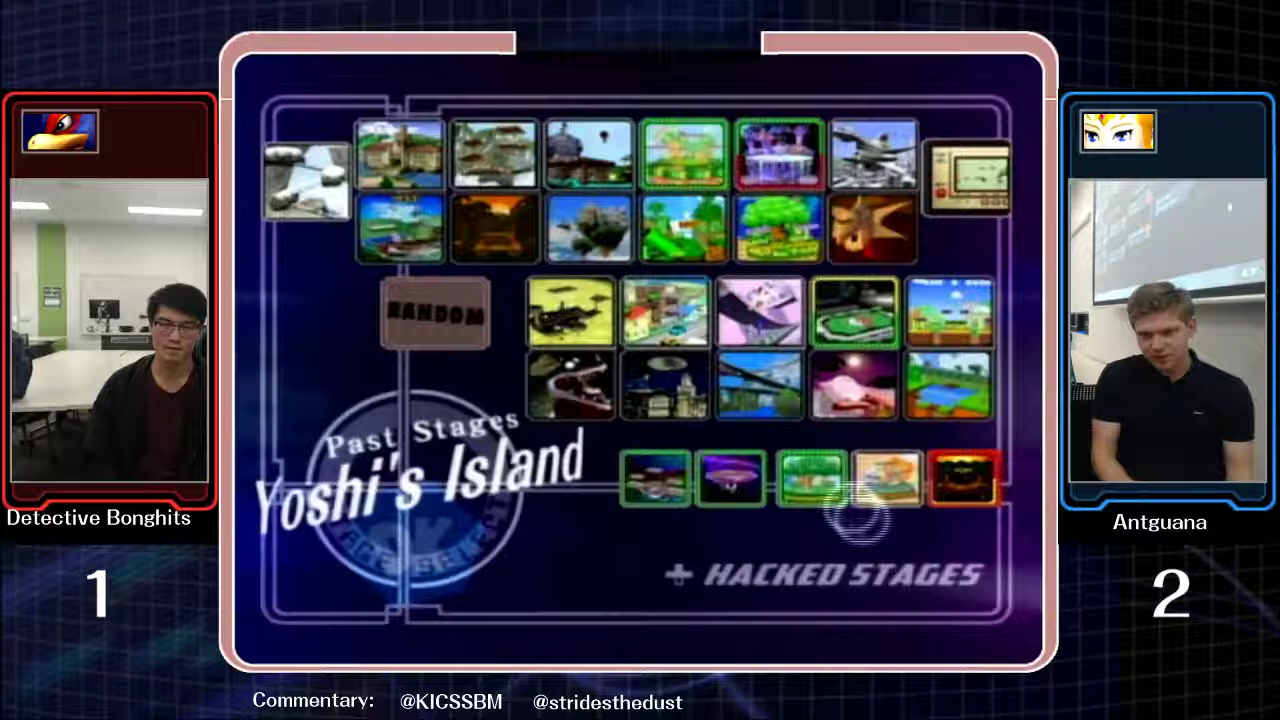 RANDOM
Past Stages
Yoshi's Island
+ HACKED STAGES
Detective Bonghits
Antguana
1
2
Commentary: @KICSSBM @stridesthedust